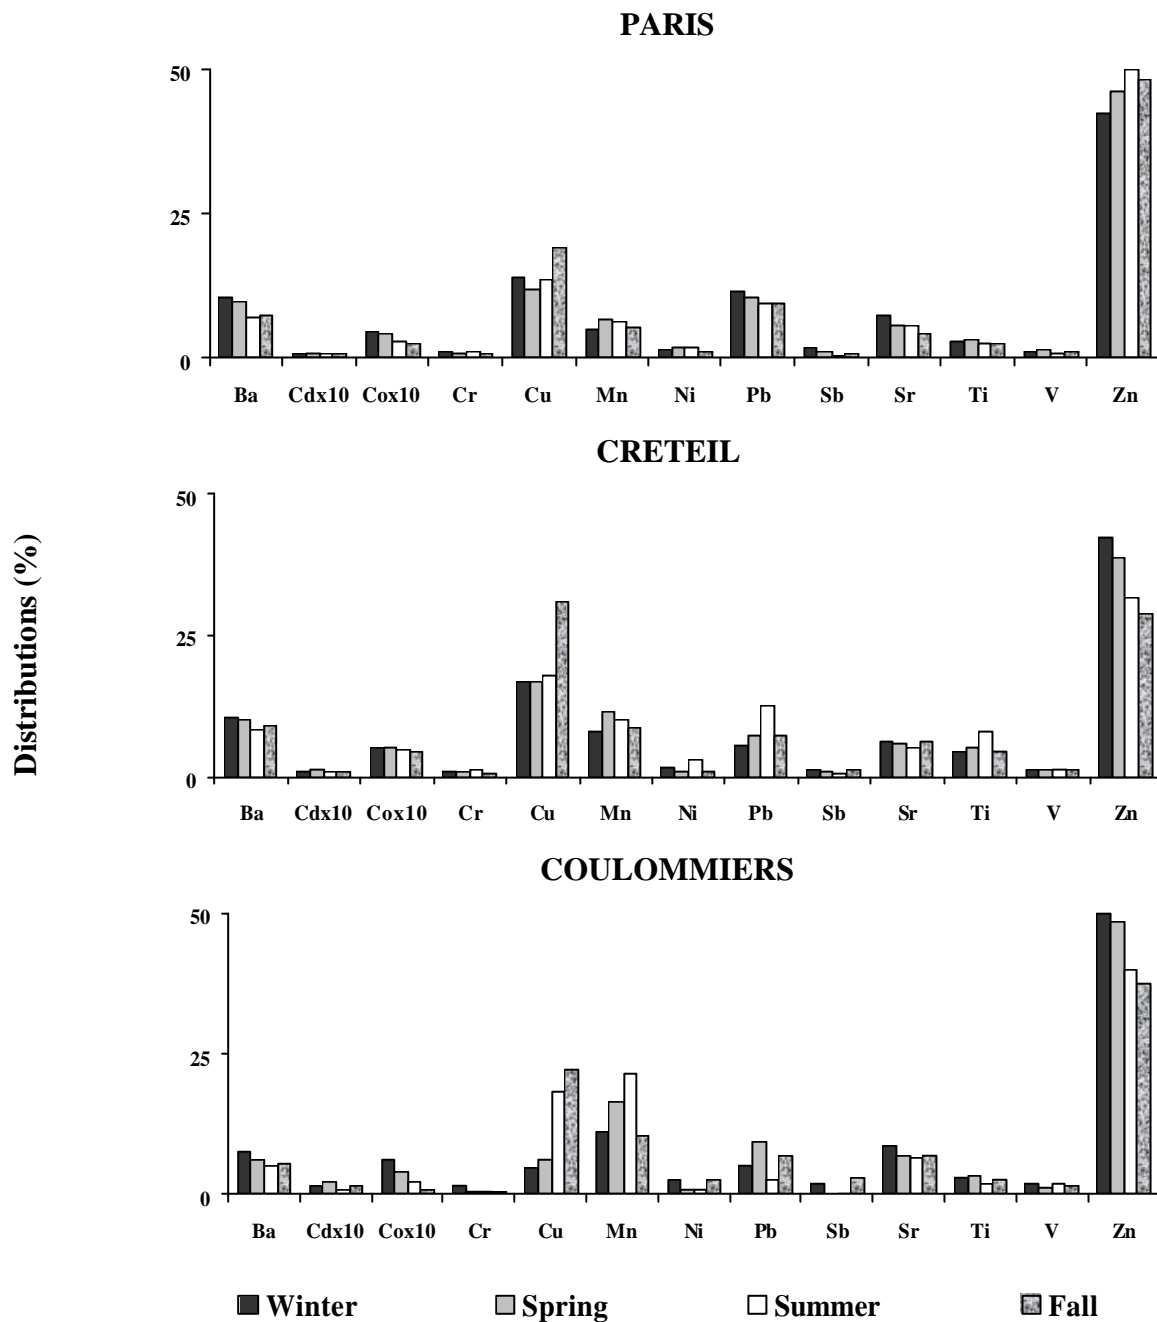 PARIS
50
25
0
Ba Cdx10 Cox10 Cr Cu Mn Ni Pb Sb Sr Ti V Zn
CRETEIL
Distributions (%)
50
25
0
Ba Cdx10 Cox10 Cr Cu Mn Ni Pb Sb Sr Ti V Zn
COULOMMIERS
50
25
0
Ba Cdx10 Cox10 Cr Cu Mn Ni Pb Sb Sr Ti V Zn
Winter Spring Summer Fall